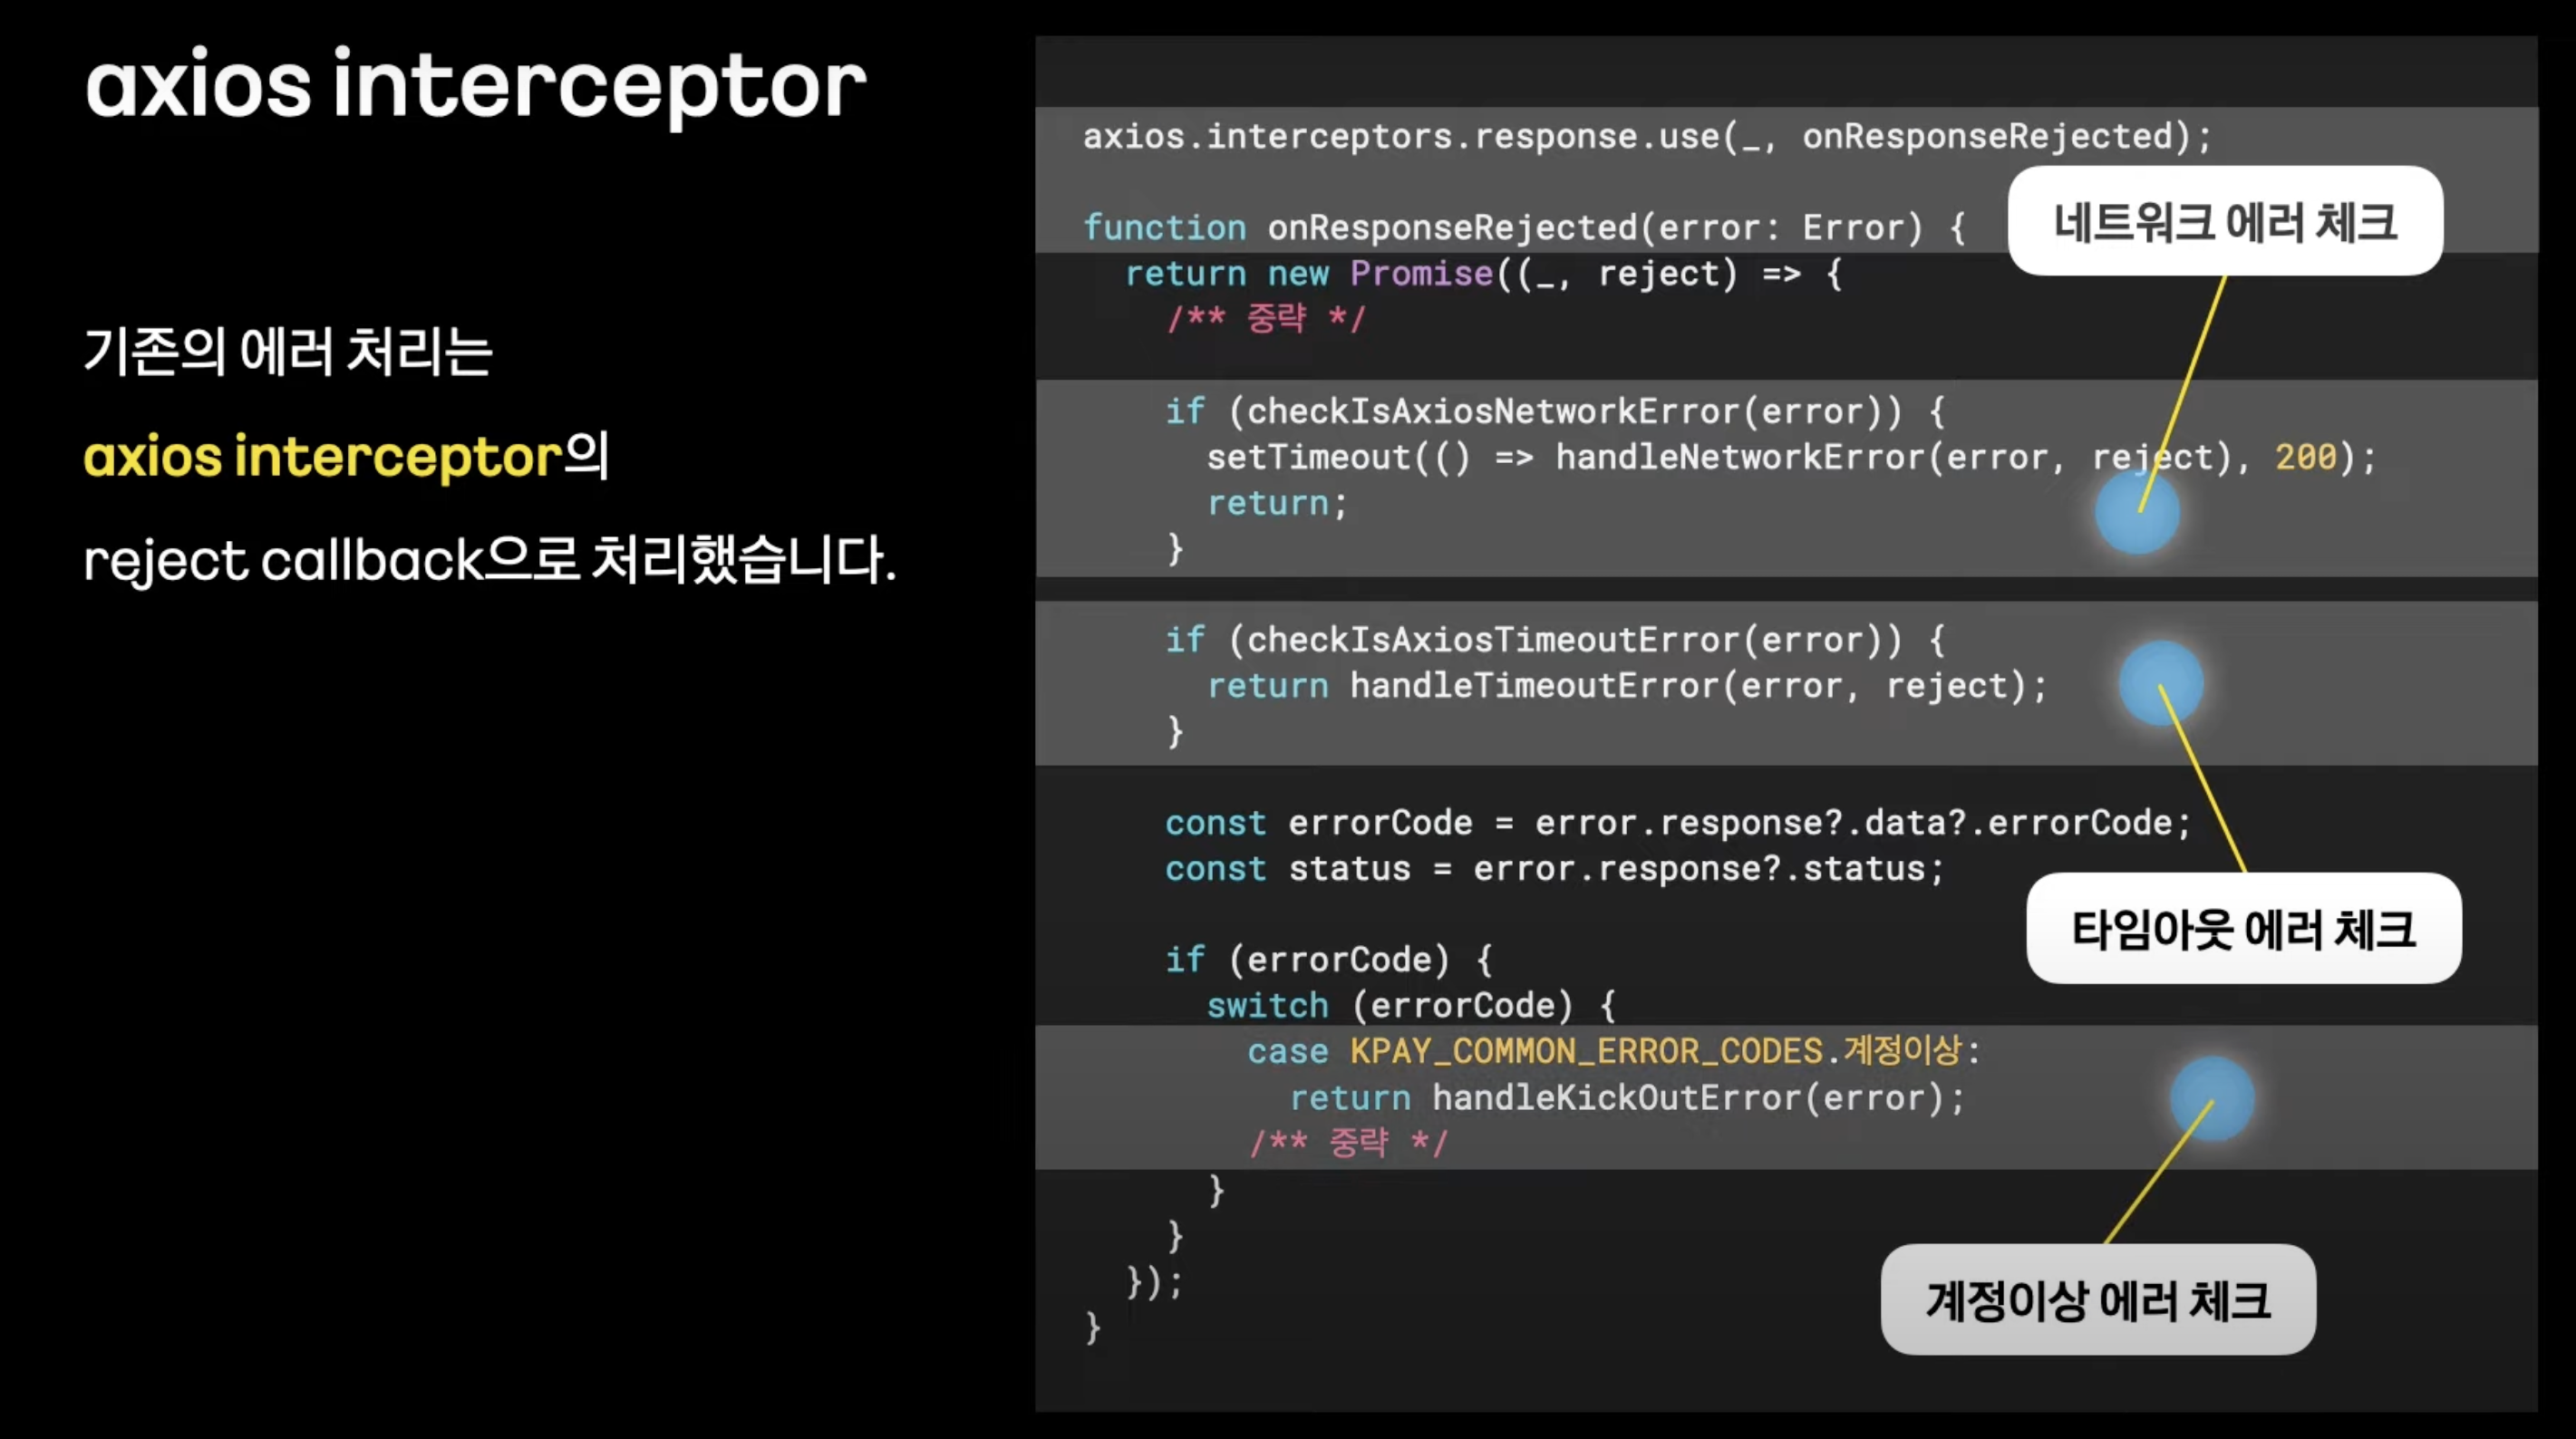 axios interceptor
기존의 에러 처리는
axios interceptor의
reject callback으로 처리했습니다.
axios.interceptors.response.use(_, onResponseRejected);
function onResponseRejected(error: Error) {
네트워크 에러 체크
return new Promise((_, reject) => {
/** 중략 */
if (checkIsAxiosNetworkError(error)) {
setTimeout(() => handleNetworkError(error, reject), 200);
return;
}
if (checkIsAxiosTimeoutError(error)) {
return handleTimeoutError(error, reject);
}
const errorCode = error.response?.data?.errorCode;
const status = error.response?.status;
타임아웃 에러 체크
if (errorCode) {
switch (errorCode) {
case KPAY_COMMON_ERROR_CODES.계정이상:
return handleKickOutError(error);
/** 중략 */
}
}
});
}
계정이상 에러 체크